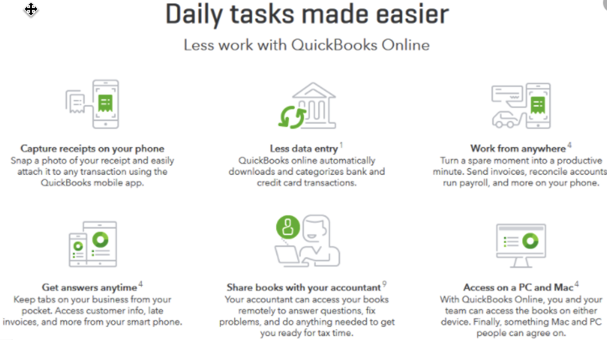 Daily tasks made easier
Less work with QuickBooks Online
Capture receipts on your phone
Snap a photo of your receipt and easily
attach it to any transaction using the
QuickBooks mobile app.
Less data entry 1
QuickBooks online automatically
downloads and categorizes bank and
credit card transactions.
Work from anywhere 4
Turn a spare moment into a productive
minute. Send invoices, reconcile accounts
run payroll, and more on your phone.
Get answers anytime 4
Keep tabs on your business from your
pocket. Access customer info, late
invoices, and more from your smart phone.
Share books with your accountant 9
Your accountant can access your books
remotely to answer questions, fix
problems, and do anything needed to get
you ready for tax time.
Access on a PC and Mac 4
With QuickBooks Online, you and your
team can access the books on either
device. Finally, something Mac and PC
people can agree on.